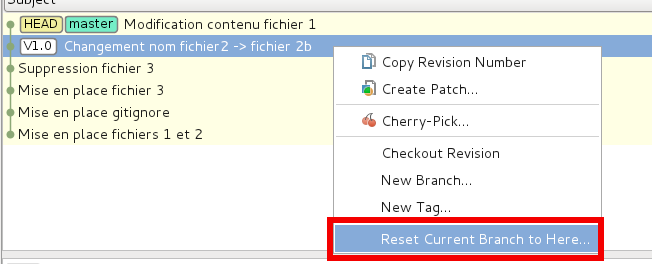 Subject
HEAD master Modification contenu fichier 1
V1.0 Changement nom fichier2 -> fichier 2b
Suppression fichier 3
Mise en place fichier 3
Mise en place gitignore
Mise en place fichiers 1 et 2
Copy Revision Number
Create Patch...
Cherry-Pick...
Checkout Revision
New Branch...
New Tag...
Reset Current Branch to Here...